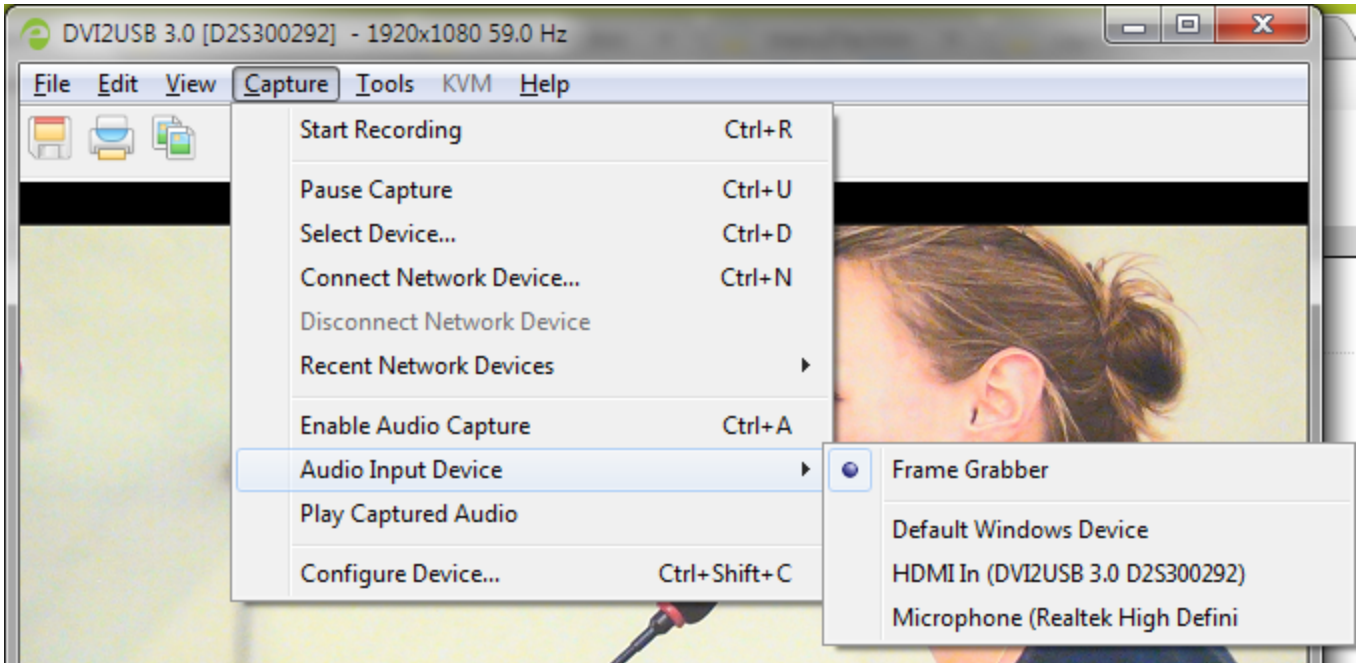 DVI2USB 3.0 [D2S300292] - 1920x1080 59.0 Hz
File Edit View Capture Tools KVM Help
Start Recording Ctrl+R
Pause Capture Ctrl+U
Select Device... Ctrl+D
Connect Network Device... Ctrl+N
Disconnect Network Device
Recent Network Devices
Enable Audio Capture Ctrl+A
Audio Input Device
Frame Grabber
Play Captured Audio
Default Windows Device
Configure Device... Ctrl+Shift+C
HDMI In (DVI2USB 3.0 D2S300292)
Microphone (Realtek High Defini